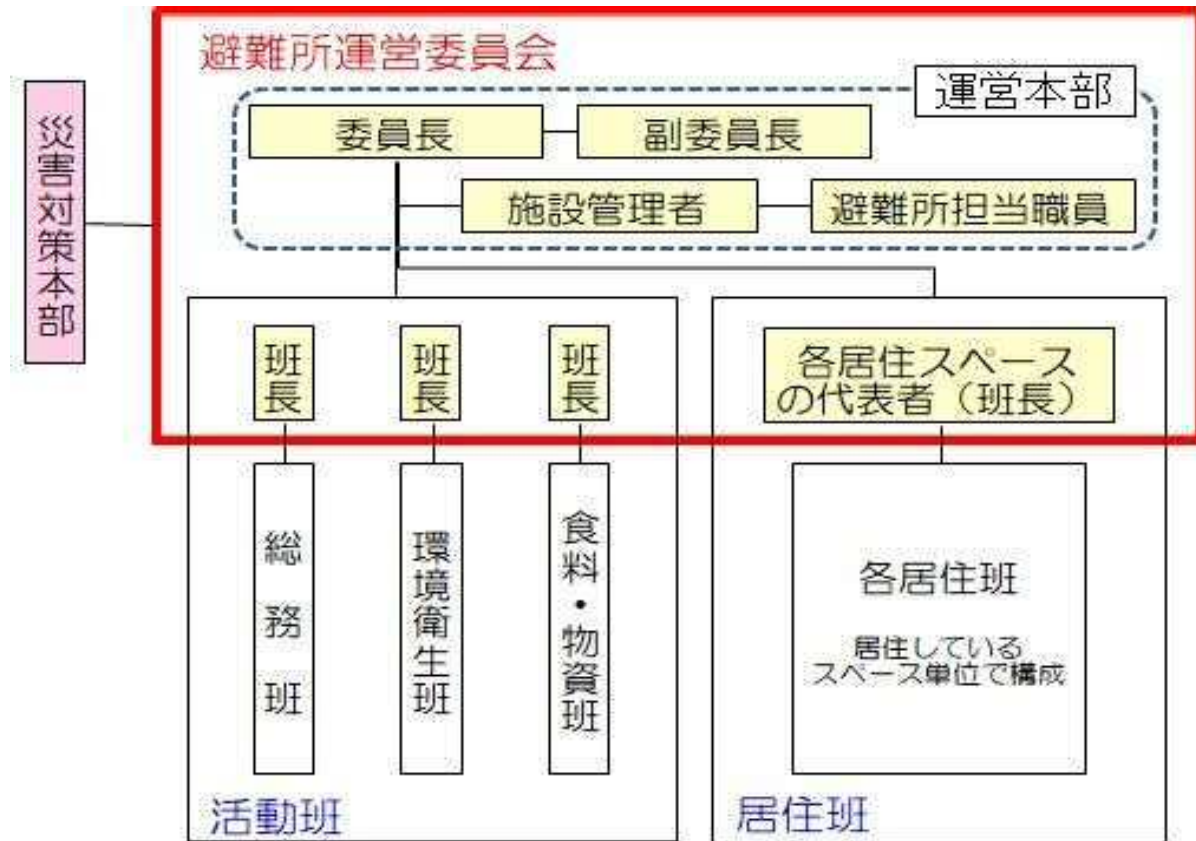 避難所運営委員会
運営本部
災害対策本部
委員長
副委員長
施設管理者
避難所担当職員
班長
班長
班長
各居住スペース
の代表者（班長）
総務班
環境衛生班
食料・物資班
各居住班
居住している
スペース単位で構成
活動班
居住班